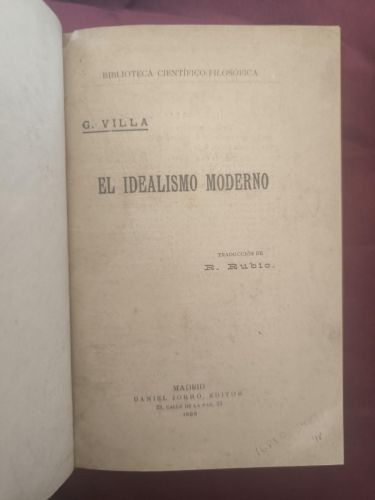 BIBLIOTECA CIENTÍFICO-FILOSÓFICA
G. VILLA
EL IDEALISMO MODERNO
TRADUCCIÓN DE
R. Rubio.
MADRID
DANIEL JORRO, EDITOR
23, CALLE DE LA PAZ, 23